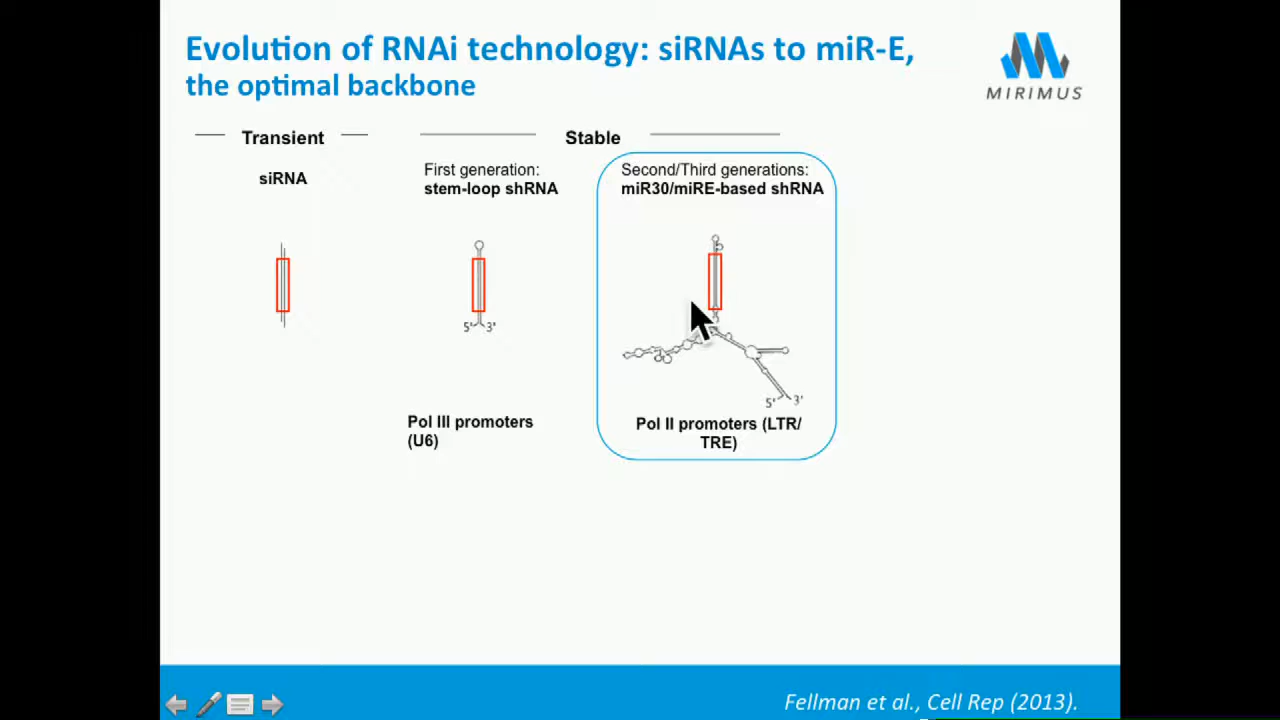 Evolution of RNAi technology: siRNAs to miR-E,
the optimal backbone
MIRIMUS
Transient
Stable
siRNA
First generation:
stem-loop shRNA
Second/Third generations:
miR30/miRE-based shRNA
5' 3'
5' 3'
Pol III promoters
(U6)
Pol II promoters (LTR/
TRE)
Fellman et al., Cell Rep (2013).